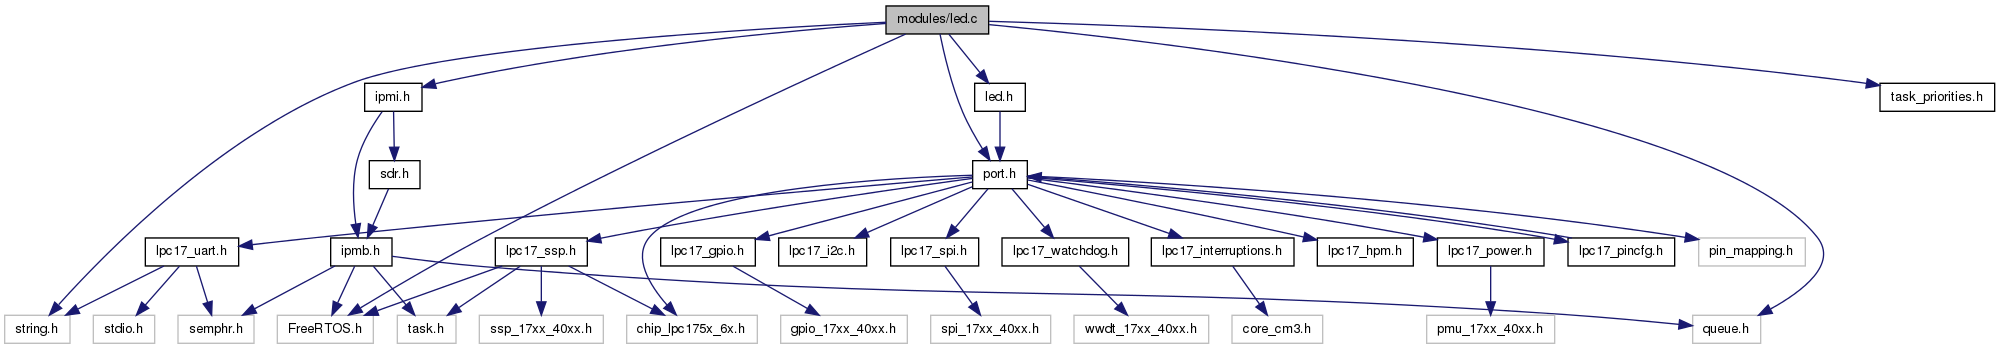 modules/led.c
ipmi.h
led.h
task_priorities.h
sdr.h
port.h
lpc17_uart.h
ipmb.h
lpc17_ssp.h
lpc17_gpio.h
lpc17_i2c.h
lpc17_spi.h
lpc17_watchdog.h
lpc17_interruptions.h
lpc17_hpm.h
lpc17_power.h
lpc17_pincfg.h
pin_mapping.h
string.h
stdio.h
semphr.h
FreeRTOS.h
task.h
ssp_17xx_40xx.h
chip_lpc175x_6x.h
gpio_17xx_40xx.h
spi_17xx_40xx.h
wwdt_17xx_40xx.h
core_cm3.h
pmu_17xx_40xx.h
queue.h